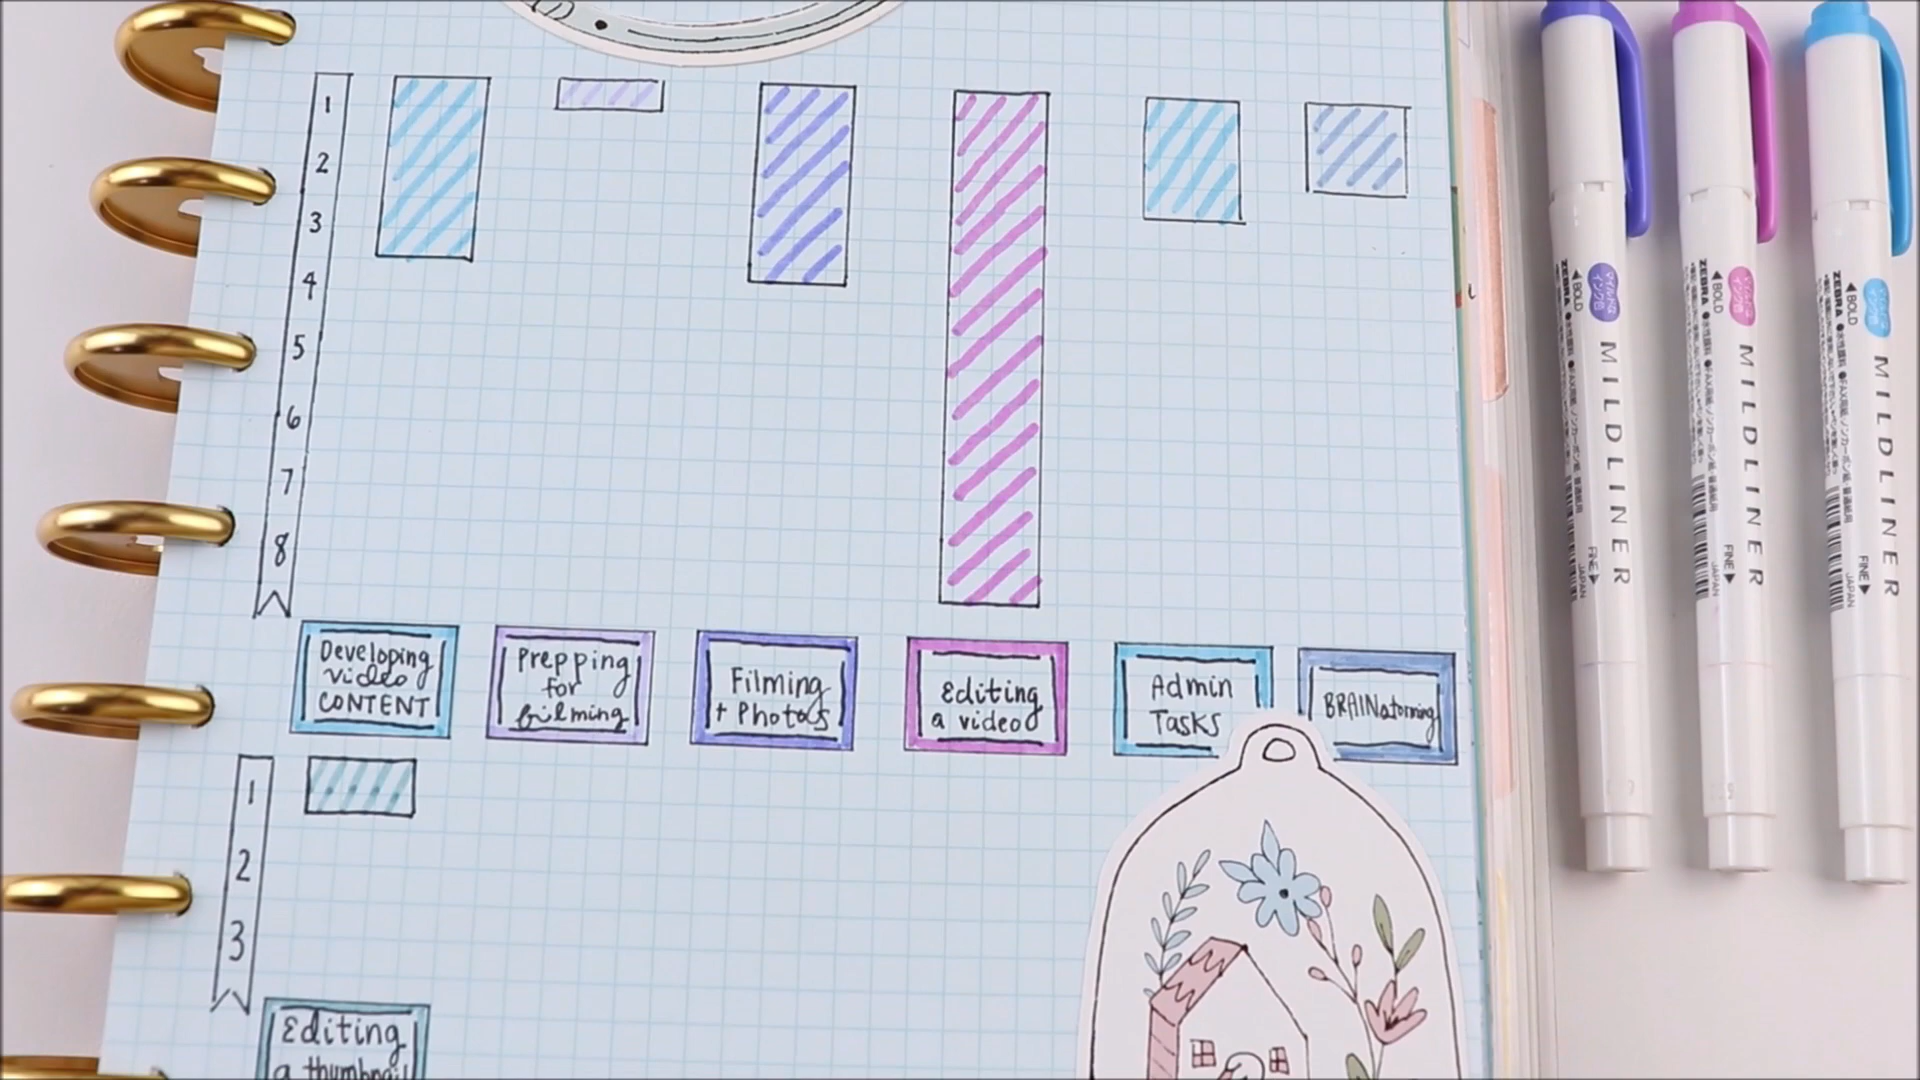 1
2
3
4
5
6
7
8
Developing
video
CONTENT
Prepping
for
filming
Filming
+ Photos
Editing
a video
Admin
Tasks
BRAINstorming
1
2
3
Editing
a thumbnail
◀BOLD
ZEBRA
MILDLINER
FINE▶
JAPAN
◀BOLD
ZEBRA
MILDLINER
FINE▶
JAPAN
◀BOLD
ZEBRA
MILDLINER
FINE▶
JAPAN